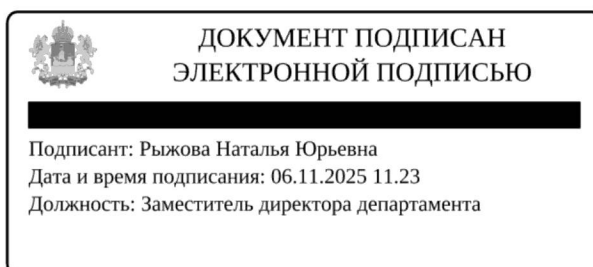 ДОКУМЕНТ ПОДПИСАН
ЭЛЕКТРОННОЙ ПОДПИСЬЮ
Подписант: Рыжова Наталья Юрьевна
Дата и время подписания: 06.11.2025 11.23
Должность: Заместитель директора департамента